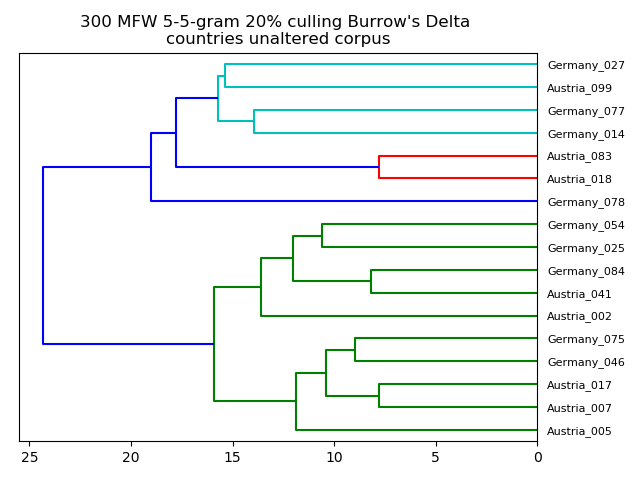 300 MFW 5-5-gram 20% culling Burrow's Delta
countries unaltered corpus
Germany_027
Austria_099
Germany_077
Germany_014
Austria_083
Austria_018
Germany_078
Germany_054
Germany_025
Germany_084
Austria_041
Austria_002
Germany_075
Germany_046
Austria_017
Austria_007
Austria_005
25 20 15 10 5 0